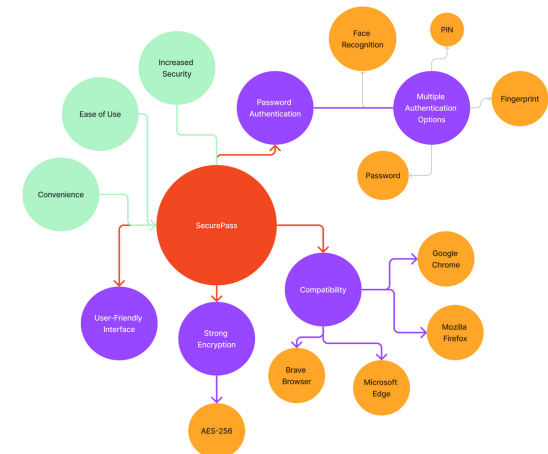 Face
Recognition
PIN
Increased
Security
Ease of Use
Password
Authentication
Multiple
Authentication
Options
Fingerprint
Password
Convenience
SecurePass
Google
Chrome
Compatibility
User-Friendly
Interface
Strong
Encryption
Mozilla
Firefox
Brave
Browser
Microsoft
Edge
AES-256